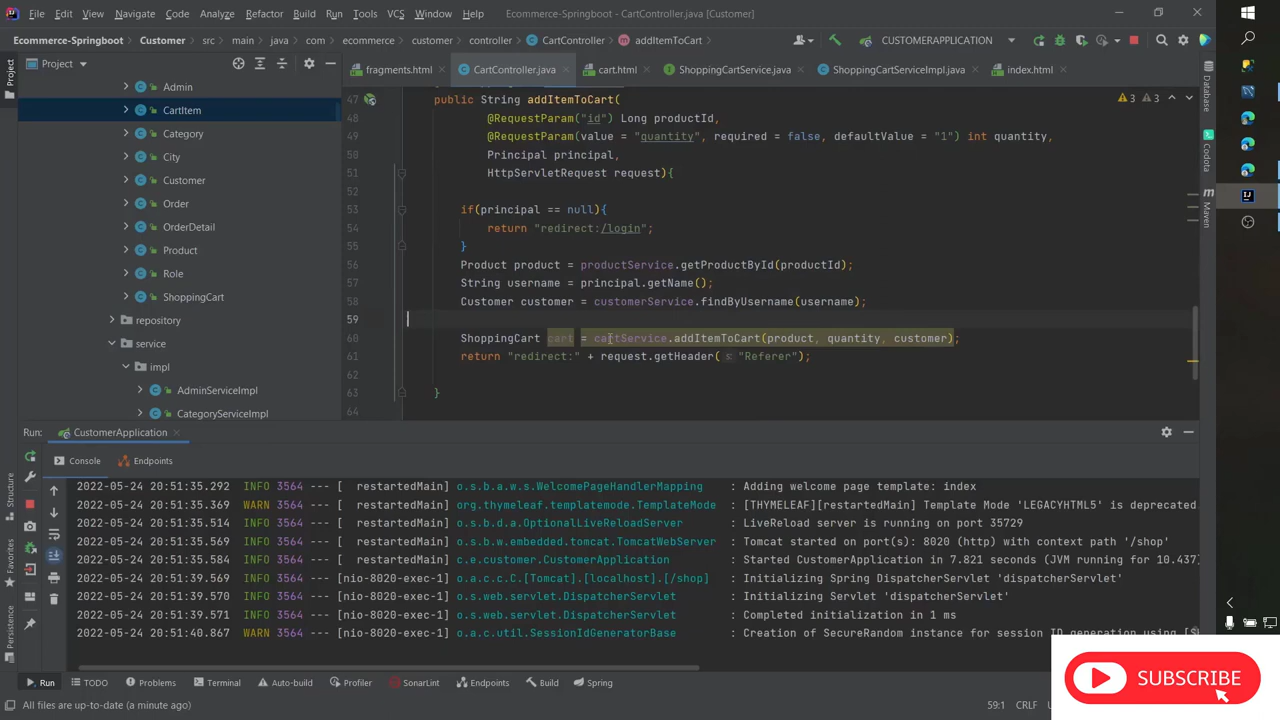 File Edit View Navigate Code Analyze Refactor Build Run Tools VCS Window Help Ecommerce-Springboot - CartController.java [Customer]
Ecommerce-Springboot Customer src main java com ecommerce customer controller CartController addItemToCart CUSTOMERAPPLICATION
Project fragments.html CartController.java cart.html ShoppingCartService.java ShoppingCartServiceImpl.java index.html
Project
Admin
CartItem
Category
City
Customer
Order
OrderDetail
Product
Role
ShoppingCart
repository
service
impl
AdminServiceImpl
CategoryServiceImpl
3 3
47 public String addItemToCart(
48 @RequestParam("id") Long productId,
49 @RequestParam(value = "quantity", required = false, defaultValue = "1") int quantity,
50 Principal principal,
51 HttpServletRequest request){
52
53 if(principal == null){
54 return "redirect:/login";
55 }
56 Product product = productService.getProductById(productId);
57 String username = principal.getName();
58 Customer customer = customerService.findByUsername(username);
59
60 ShoppingCart cart = cartService.addItemToCart(product, quantity, customer);
61 return "redirect:" + request.getHeader( s: "Referer");
62
63 }
64
Database
Codota
Maven
Structure
Favorites
Persistence
Run: CustomerApplication
Console Endpoints
2022-05-24 20:51:35.292 INFO 3564 --- [ restartedMain] o.s.b.a.w.s.WelcomePageHandlerMapping : Adding welcome page template: index
2022-05-24 20:51:35.369 WARN 3564 --- [ restartedMain] org.thymeleaf.templatemode.TemplateMode : [THYMELEAF][restartedMain] Template Mode 'LEGACYHTML5' is deprecated.
2022-05-24 20:51:35.514 INFO 3564 --- [ restartedMain] o.s.b.d.a.OptionalLiveReloadServer : LiveReload server is running on port 35729
2022-05-24 20:51:35.569 INFO 3564 --- [ restartedMain] o.s.b.w.embedded.tomcat.TomcatWebServer : Tomcat started on port(s): 8020 (http) with context path '/shop'
2022-05-24 20:51:35.584 INFO 3564 --- [ restartedMain] c.e.customer.CustomerApplication : Started CustomerApplication in 7.821 seconds (JVM running for 10.437)
2022-05-24 20:51:39.569 INFO 3564 --- [nio-8020-exec-1] o.a.c.c.C.[Tomcat].[localhost].[/shop] : Initializing Spring DispatcherServlet 'dispatcherServlet'
2022-05-24 20:51:39.570 INFO 3564 --- [nio-8020-exec-1] o.s.web.servlet.DispatcherServlet : Initializing Servlet 'dispatcherServlet'
2022-05-24 20:51:39.571 INFO 3564 --- [nio-8020-exec-1] o.s.web.servlet.DispatcherServlet : Completed initialization in 1 ms
2022-05-24 20:51:40.867 WARN 3564 --- [nio-8020-exec-1] o.a.c.util.SessionIdGeneratorBase : Creation of SecureRandom instance for session ID generation using
Run TODO Problems Terminal Auto-build Profiler SonarLint Endpoints Build Spring
All files are up-to-date (a minute ago) 59:1 CRLF
SUBSCRIBE